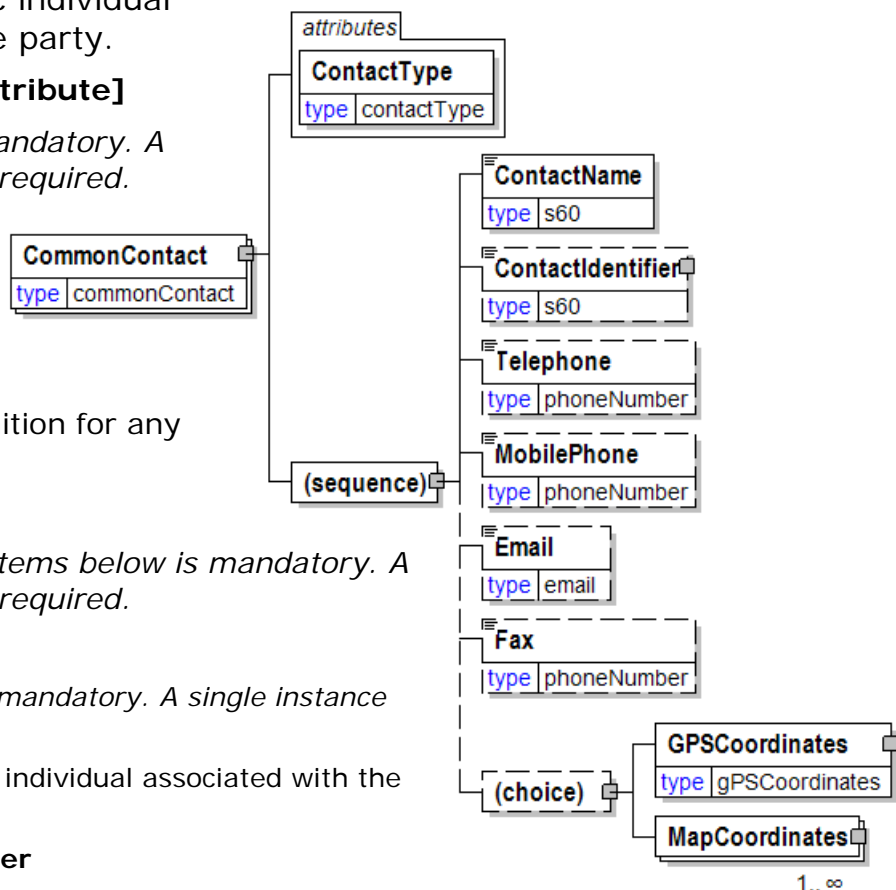 individual
party.
attributes
ContactType
type contactType
mandatory. A
required.
ContactName
type s60
CommonContact
type commonContact
ContactIdentifier
type s60
Telephone
type phoneNumber
ition for any
MobilePhone
type phoneNumber
(sequence)
tems below is mandatory. A
required.
Email
type email
Fax
type phoneNumber
mandatory. A single instance
individual associated with the
(choice)
GPSCoordinates
type gPSCoordinates
MapCoordinates
er
1..∞